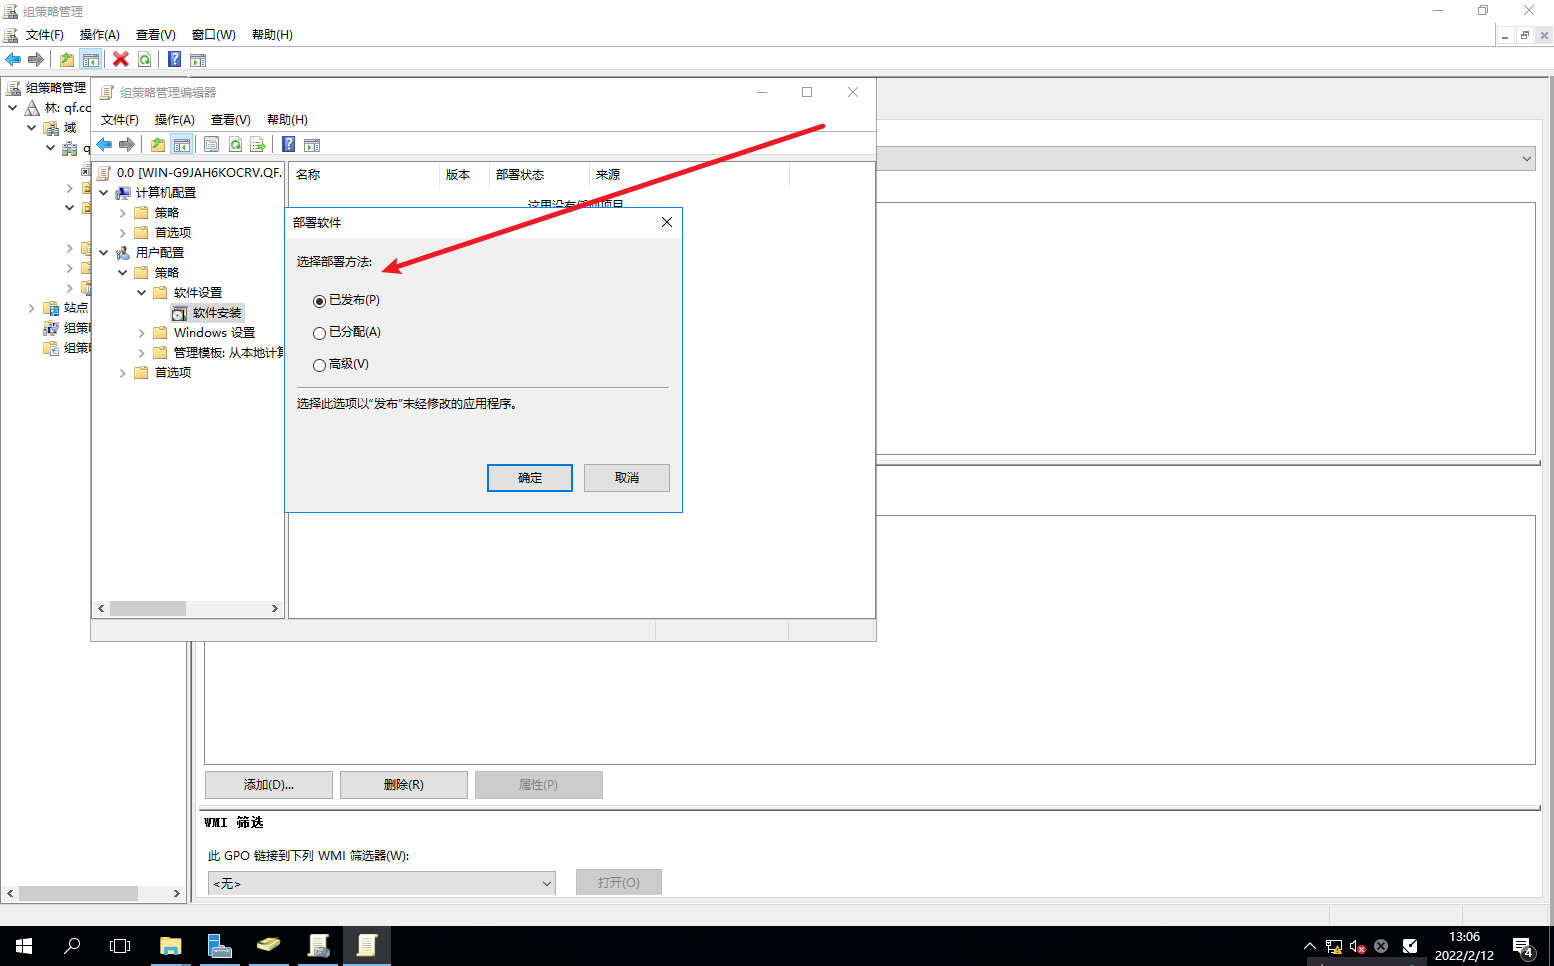 组策略管理
文件(F) 操作(A) 查看(V) 窗口(W) 帮助(H)
组策略管理
林: qf.cc
域
q
站点
组策
组策
组策略管理编辑器
文件(F) 操作(A) 查看(V) 帮助(H)
0.0 [WIN-G9JAH6KOCRV.QF.
计算机配置
策略
首选项
用户配置
策略
软件设置
软件安装
Windows 设置
管理模板: 从本地计算
首选项
名称 版本 部署状态 来源
这里没有任何项目
部署软件
选择部署方法:
已发布(P)
已分配(A)
高级(V)
选择此选项以“发布”未经修改的应用程序。
确定 取消
添加(D)... 删除(R) 属性(P)
WMI 筛选
此 GPO 链接到下列 WMI 筛选器(W):
<无> 打开(O)
13:06
2022/2/12
4